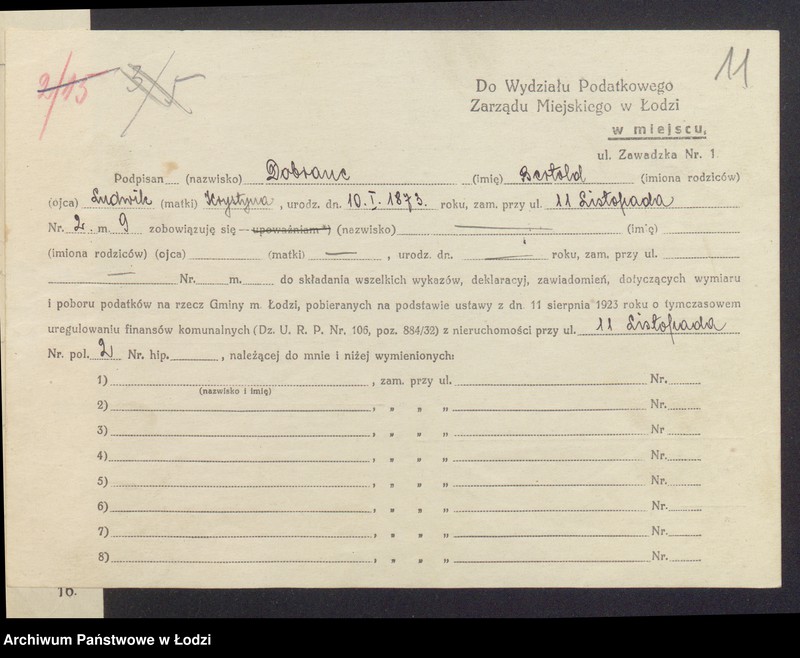 2/15 3/5 11
Do Wydziału Podatkowego
Zarządu Miejskiego w Łodzi
w miejscu,
ul. Zawadzka Nr. 1
Podpisan (nazwisko) Dobranc (imię) Bertold (imiona rodziców)
(ojca) Ludwik (matki) Krystyna, urodz. dn. 10.I.1873. roku, zam. przy ul. 11 Listopada
Nr. 2. m. 9 zobowiązuję się — upoważniam *) (nazwisko) — (imię)
(imiona rodziców) (ojca) (matki) — , urodz. dn. — roku, zam. przy ul.
— Nr. m. do składania wszelkich wykazów, deklaracyj, zawiadomień, dotyczących wymiaru
i poboru podatków na rzecz Gminy m. Łodzi, pobieranych na podstawie ustawy z dn. 11 sierpnia 1923 roku o tymczasowem
uregulowaniu finansów komunalnych (Dz. U. R. P. Nr. 106, poz. 884/32) z nieruchomości przy ul. 11 Listopada
Nr. pol. 2 Nr. hip. , należącej do mnie i niżej wymienionych:
1) , zam. przy ul. Nr.
(nazwisko i imię)
2) , „ „ „ Nr.
3) , „ „ „ Nr
4) , „ „ „ Nr.
5) , „ „ „ Nr.
6) , „ „ „ Nr.
7) , „ „ „ Nr.
8) , „ „ „ Nr.
16.
Archiwum Państwowe w Łodzi